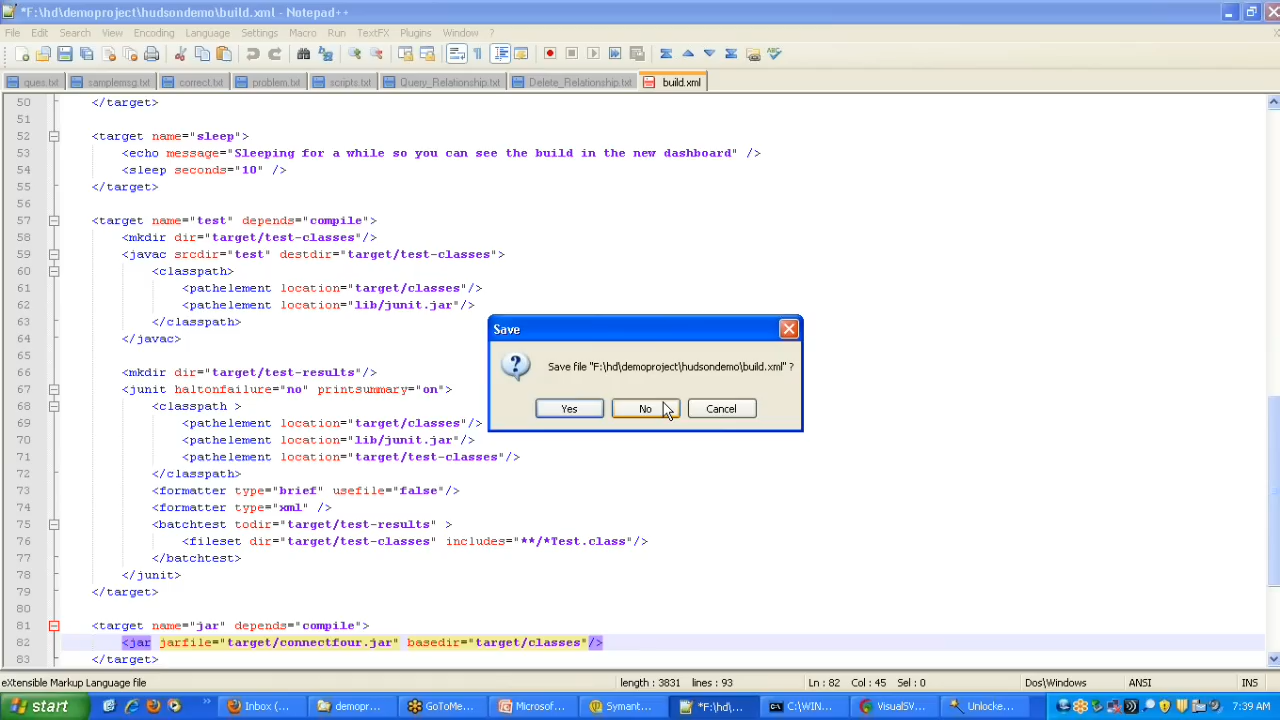 *F:\hd\demoproject\hudsondemo\build.xml - Notepad++
File Edit Search View Encoding Language Settings Macro Run TextFX Plugins Window ?
ques.txt samplemsg.txt correct.txt problem.txt scripts.txt Query_Relationship.txt Delete_Relationship.txt build.xml
50 </target>
51
52 <target name="sleep">
53 <echo message="Sleeping for a while so you can see the build in the new dashboard" />
54 <sleep seconds="10" />
55 </target>
56
57 <target name="test" depends="compile">
58 <mkdir dir="target/test-classes"/>
59 <javac srcdir="test" destdir="target/test-classes">
60 <classpath>
61 <pathelement location="target/classes"/>
62 <pathelement location="lib/junit.jar"/>
63 </classpath>
64 </javac>
65
66 <mkdir dir="target/test-results"/>
67 <junit haltonfailure="no" printsummary="on">
68 <classpath >
69 <pathelement location="target/classes"/>
70 <pathelement location="lib/junit.jar"/>
71 <pathelement location="target/test-classes"/>
72 </classpath>
73 <formatter type="brief" usefile="false"/>
74 <formatter type="xml" />
75 <batchtest todir="target/test-results" >
76 <fileset dir="target/test-classes" includes="**/*Test.class"/>
77 </batchtest>
78 </junit>
79 </target>
80
81 <target name="jar" depends="compile">
82 <jar jarfile="target/connectfour.jar" basedir="target/classes"/>
83 </target>
Save
Save file "F:\hd\demoproject\hudsondemo\build.xml" ?
Yes No Cancel
eXtensible Markup Language file length : 3831 lines : 93 Ln : 82 Col : 45 Sel : 0 Dos\Windows ANSI INS
start Inbox (... demopr... GoToMe... Microsof... Symant... *F:\hd\... C:\WIN... VisualSV... Unlocke... 7:39 AM